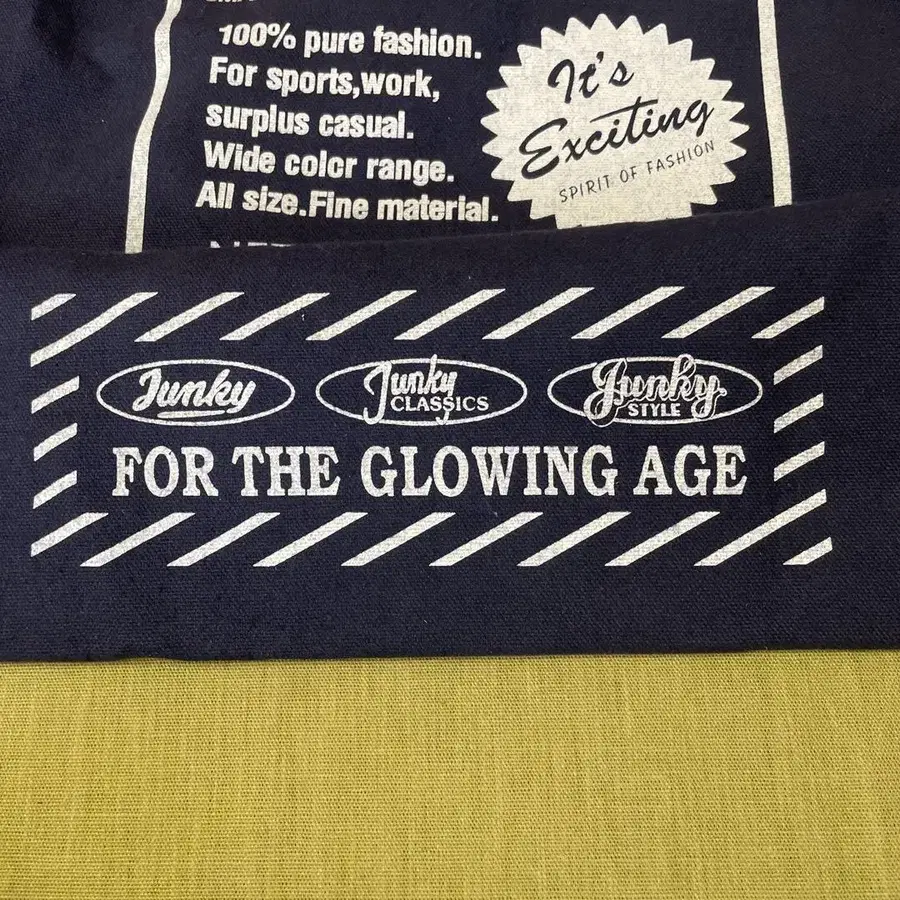 100% pure fashion.
For sports,work,
surplus casual.
Wide color range.
All size.Fine material.
It's
Exciting
SPIRIT OF FASHION
Junky
Junky
CLASSICS
Junky
STYLE
FOR THE GLOWING AGE